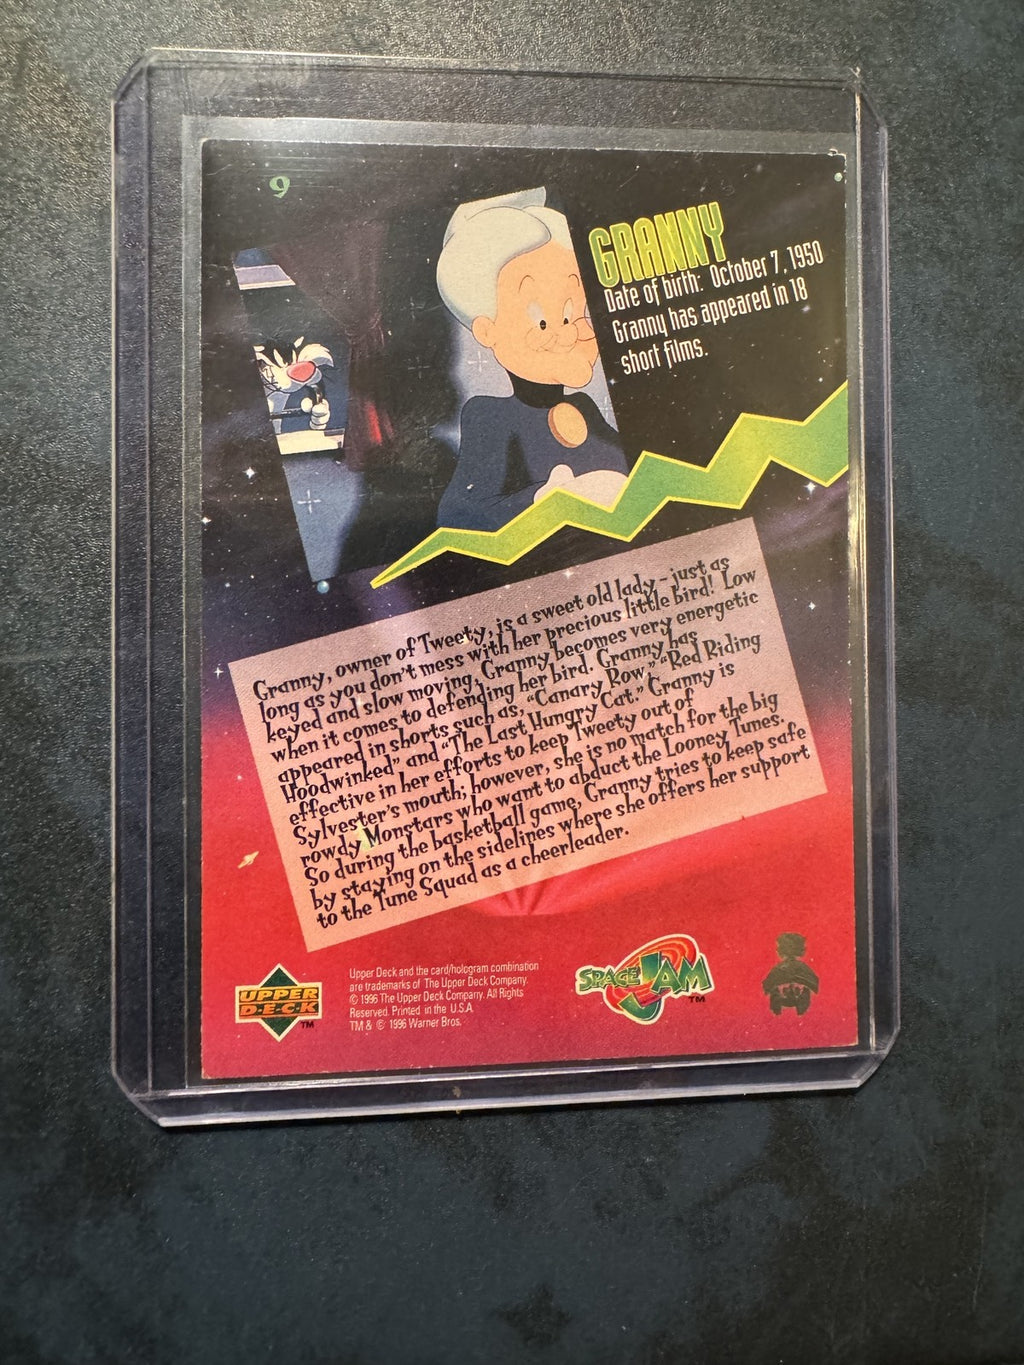 9
GRANNY
Date of birth: October 7, 1950
Granny has appeared in 18
short films.
Granny, owner of Tweety, is a sweet old lady - just as
long as you don't mess with her precious little bird! Low
keyed and slow moving, Granny becomes very energetic
when it comes to defending her bird. Granny has
appeared in shorts such as, "Canary Row," "Red Riding
Hoodwinked" and "The Last Hungry Cat." Granny is
effective in her efforts to keep Tweety out of
Sylvester's mouth; however, she is no match for the big
rowdy Monstars who want to abduct the Looney Tunes.
So during the basketball game, Granny tries to keep safe
by staying on the sidelines where she offers her support
to the Tune Squad as a cheerleader.
UPPER
D·E·C·K
TM
Upper Deck and the card/hologram combination
are trademarks of The Upper Deck Company.
© 1996 The Upper Deck Company. All Rights
Reserved. Printed in the U.S.A.
TM & © 1996 Warner Bros.
SPACE JAM
TM